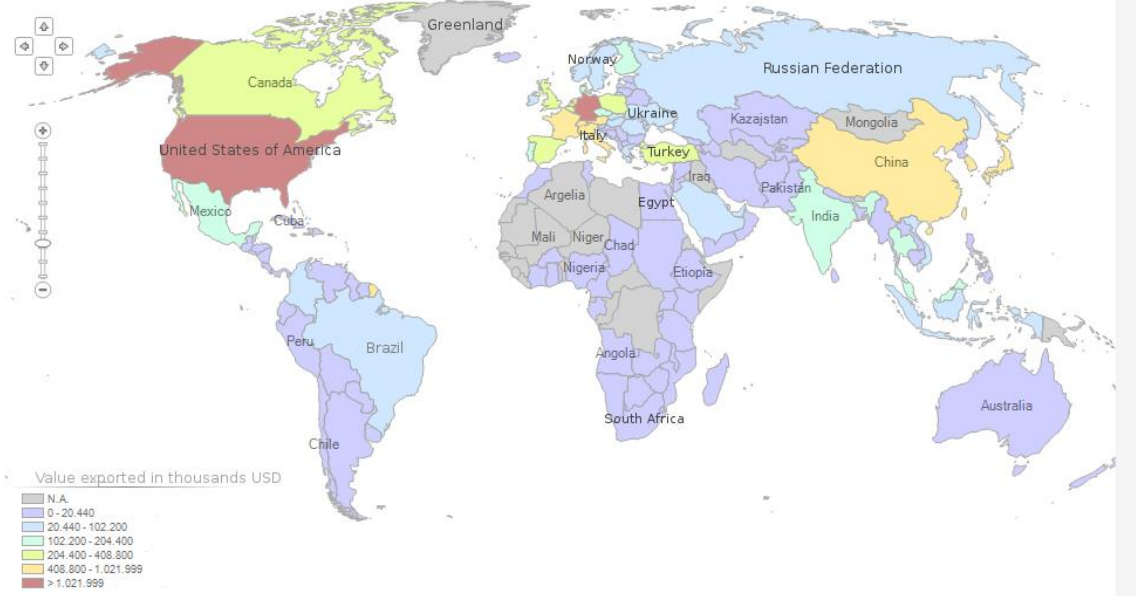 Greenland
Norway
Russian Federation
Canada
Ukraine
Kazajstan
Mongolia
Italy
United States of America
Turkey
China
Iraq
Pakistán
Argelia
Egypt
Mexico
India
Cuba
Mali
Niger
Chad
Nigeria
Etiopia
Peru
Brazil
Angola
Australia
South Africa
Chile
Value exported in thousands USD
N.A.
0 - 20.440
20.440 - 102.200
102.200 - 204.400
204.400 - 408.800
408.800 - 1.021.999
> 1.021.999